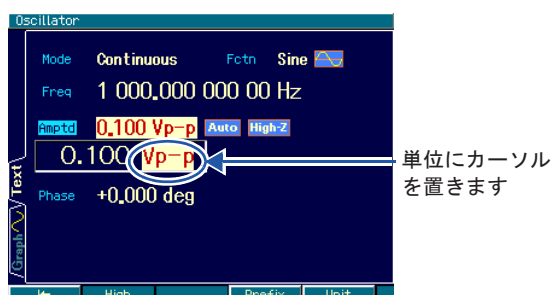 Oscillator
Mode Continuous Fctn Sine
Freq 1 000.000 000 00 Hz
Amptd 0.100 Vp-p Auto High-Z
0.100 Vp-p
単位にカーソル
を置きます
Text
Phase +0.000 deg
Graph
High Prefix Unit